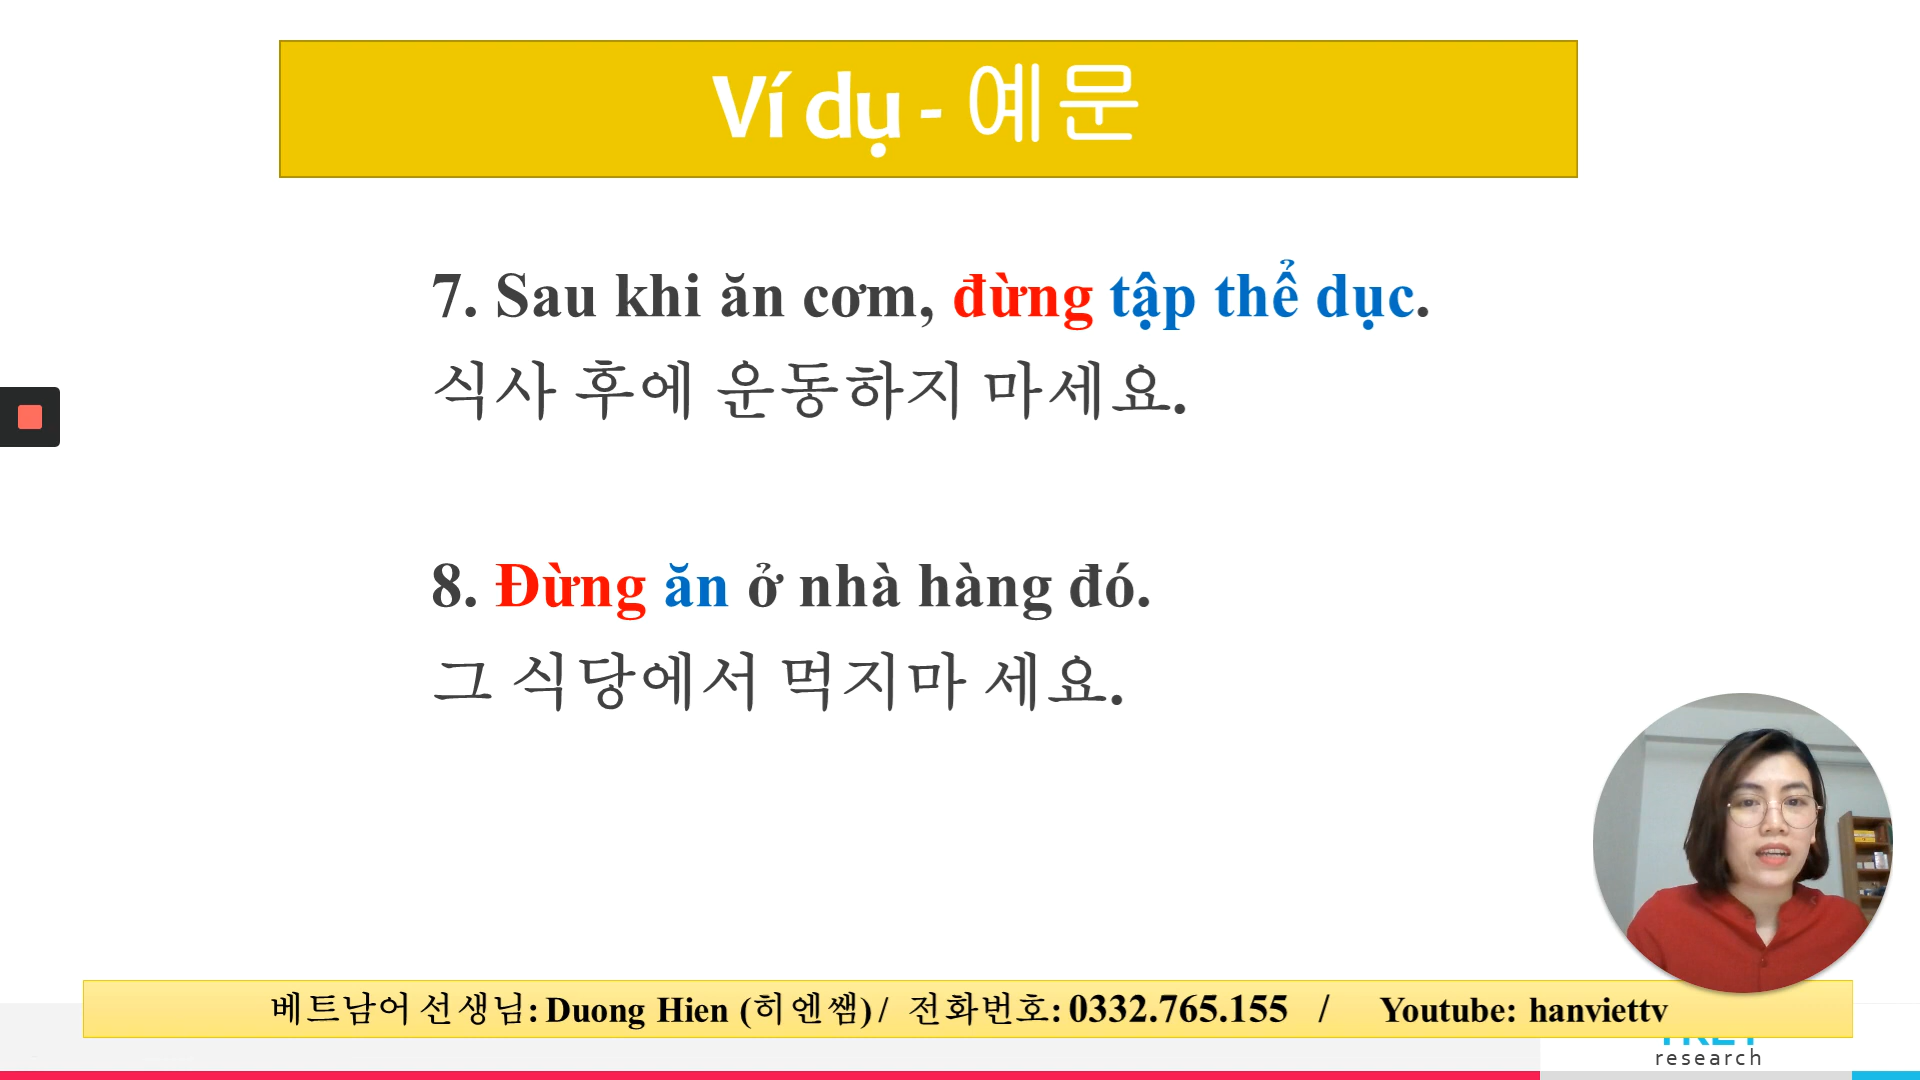 Ví dụ - 예문
7. Sau khi ăn cơm, đừng tập thể dục.
식사 후에 운동하지 마세요.
8. Đừng ăn ở nhà hàng đó.
그 식당에서 먹지마 세요.
베트남어 선생님: Duong Hien (히엔쌤) / 전화번호: 0332.765.155 / Youtube: hanviettv
research